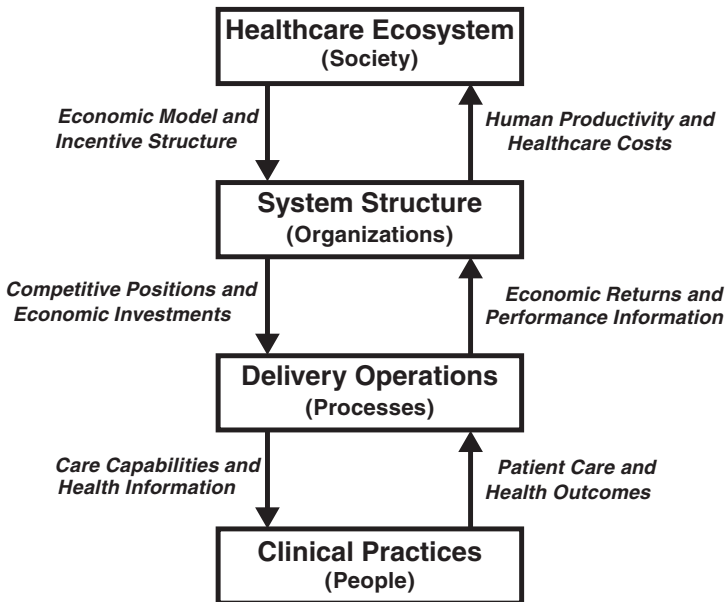 Healthcare Ecosystem
(Society)
Economic Model and
Incentive Structure
Human Productivity and
Healthcare Costs
System Structure
(Organizations)
Competitive Positions and
Economic Investments
Economic Returns and
Performance Information
Delivery Operations
(Processes)
Care Capabilities and
Health Information
Patient Care and
Health Outcomes
Clinical Practices
(People)